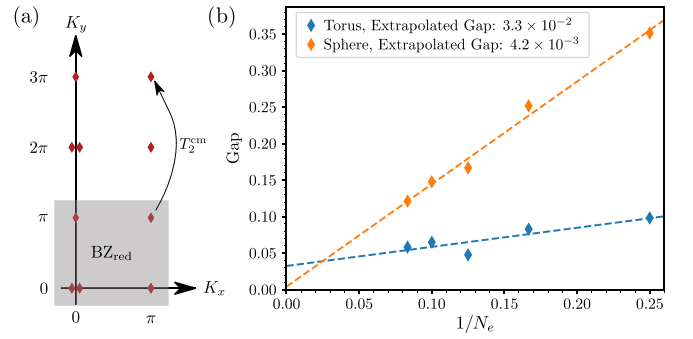 (a)
K_y
3π
2π
π
0
T_2^cm
BZ_red
K_x
0
π
(b)
Torus, Extrapolated Gap: 3.3 × 10^−2
Sphere, Extrapolated Gap: 4.2 × 10^−3
Gap
0.35
0.30
0.25
0.20
0.15
0.10
0.05
0.00
0.00
0.05
0.10
0.15
0.20
0.25
1/N_e